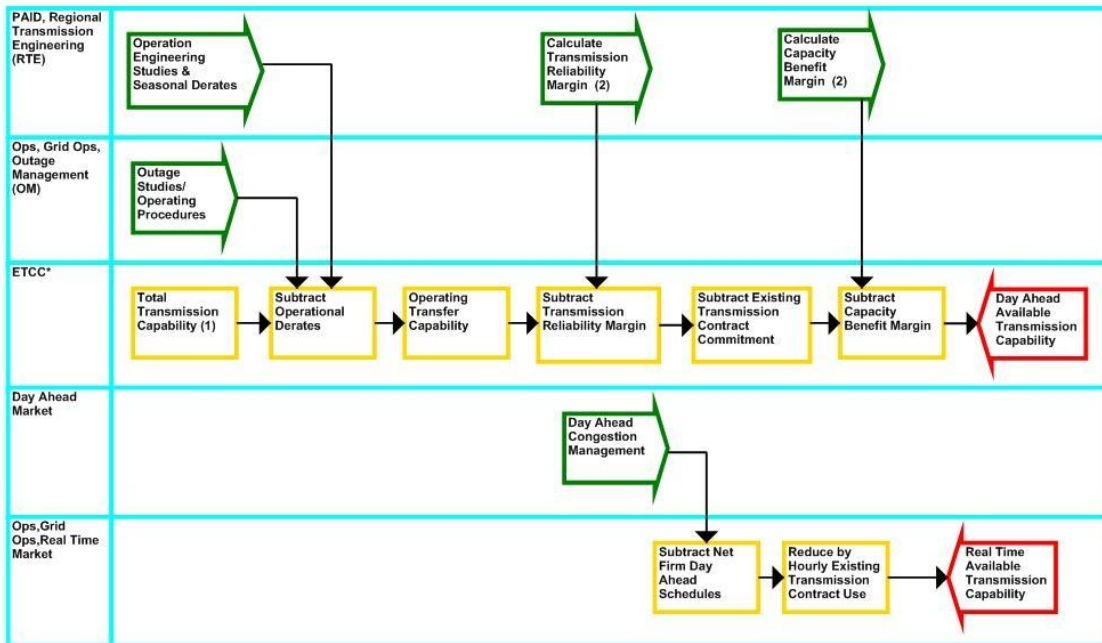 PAID, Regional
Transmission
Engineering
(RTE)
Operation
Engineering
Studies &
Seasonal Derates
Calculate
Transmission
Reliability
Margin (2)
Calculate
Capacity
Benefit
Margin (2)
Ops, Grid Ops,
Outage
Management
(OM)
Outage
Studies/
Operating
Procedures
ETCC*
Total
Transmission
Capability (1)
Subtract
Operational
Derates
Operating
Transfer
Capability
Subtract
Transmission
Reliability Margin
Subtract Existing
Transmission
Contract
Commitment
Subtract
Capacity
Benefit Margin
Day Ahead
Available
Transmission
Capability
Day Ahead
Market
Day Ahead
Congestion
Management
Ops,Grid
Ops,Real Time
Market
Subtract Net
Firm Day
Ahead
Schedules
Reduce by
Hourly Existing
Transmission
Contract Use
Real Time
Available
Transmission
Capability